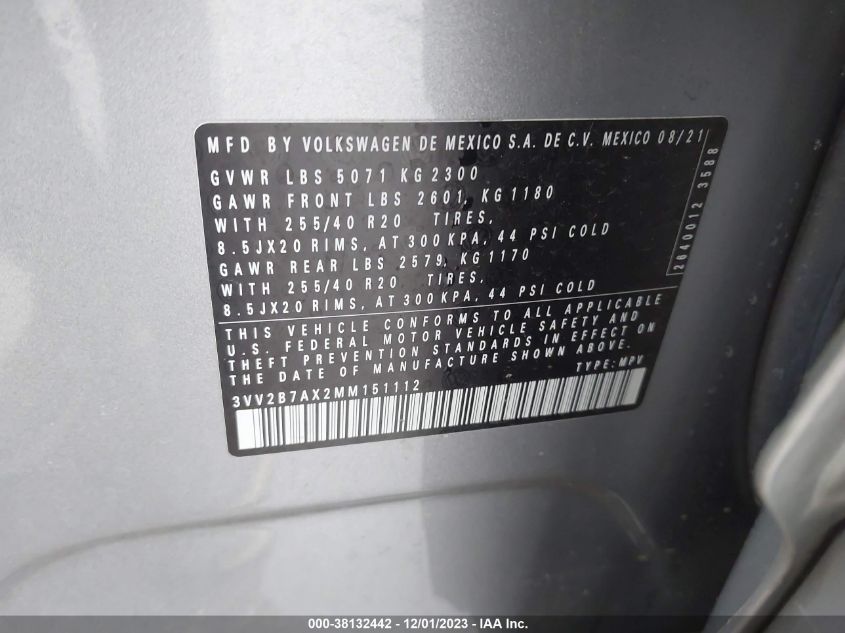 MFD BY VOLKSWAGEN DE MEXICO S.A. DE C.V. MEXICO 08/21
GVWR LBS 5071 KG 2300
GAWR FRONT LBS 2601, KG 1180
WITH 255/40 R20 TIRES,
8.5JX20 RIMS, AT 300 KPA, 44 PSI COLD
GAWR REAR LBS 2579, KG 1170
WITH 255/40 R20 TIRES,
8.5JX20 RIMS, AT 300 KPA, 44 PSI COLD
THIS VEHICLE CONFORMS TO ALL APPLICABLE
U.S. FEDERAL MOTOR VEHICLE SAFETY AND
THEFT PREVENTION STANDARDS IN EFFECT ON
THE DATE OF MANUFACTURE SHOWN ABOVE.
TYPE: MPV
3VV2B7AX2MM151112
2640012 3588
000-38132442 - 12/01/2023 - IAA Inc.